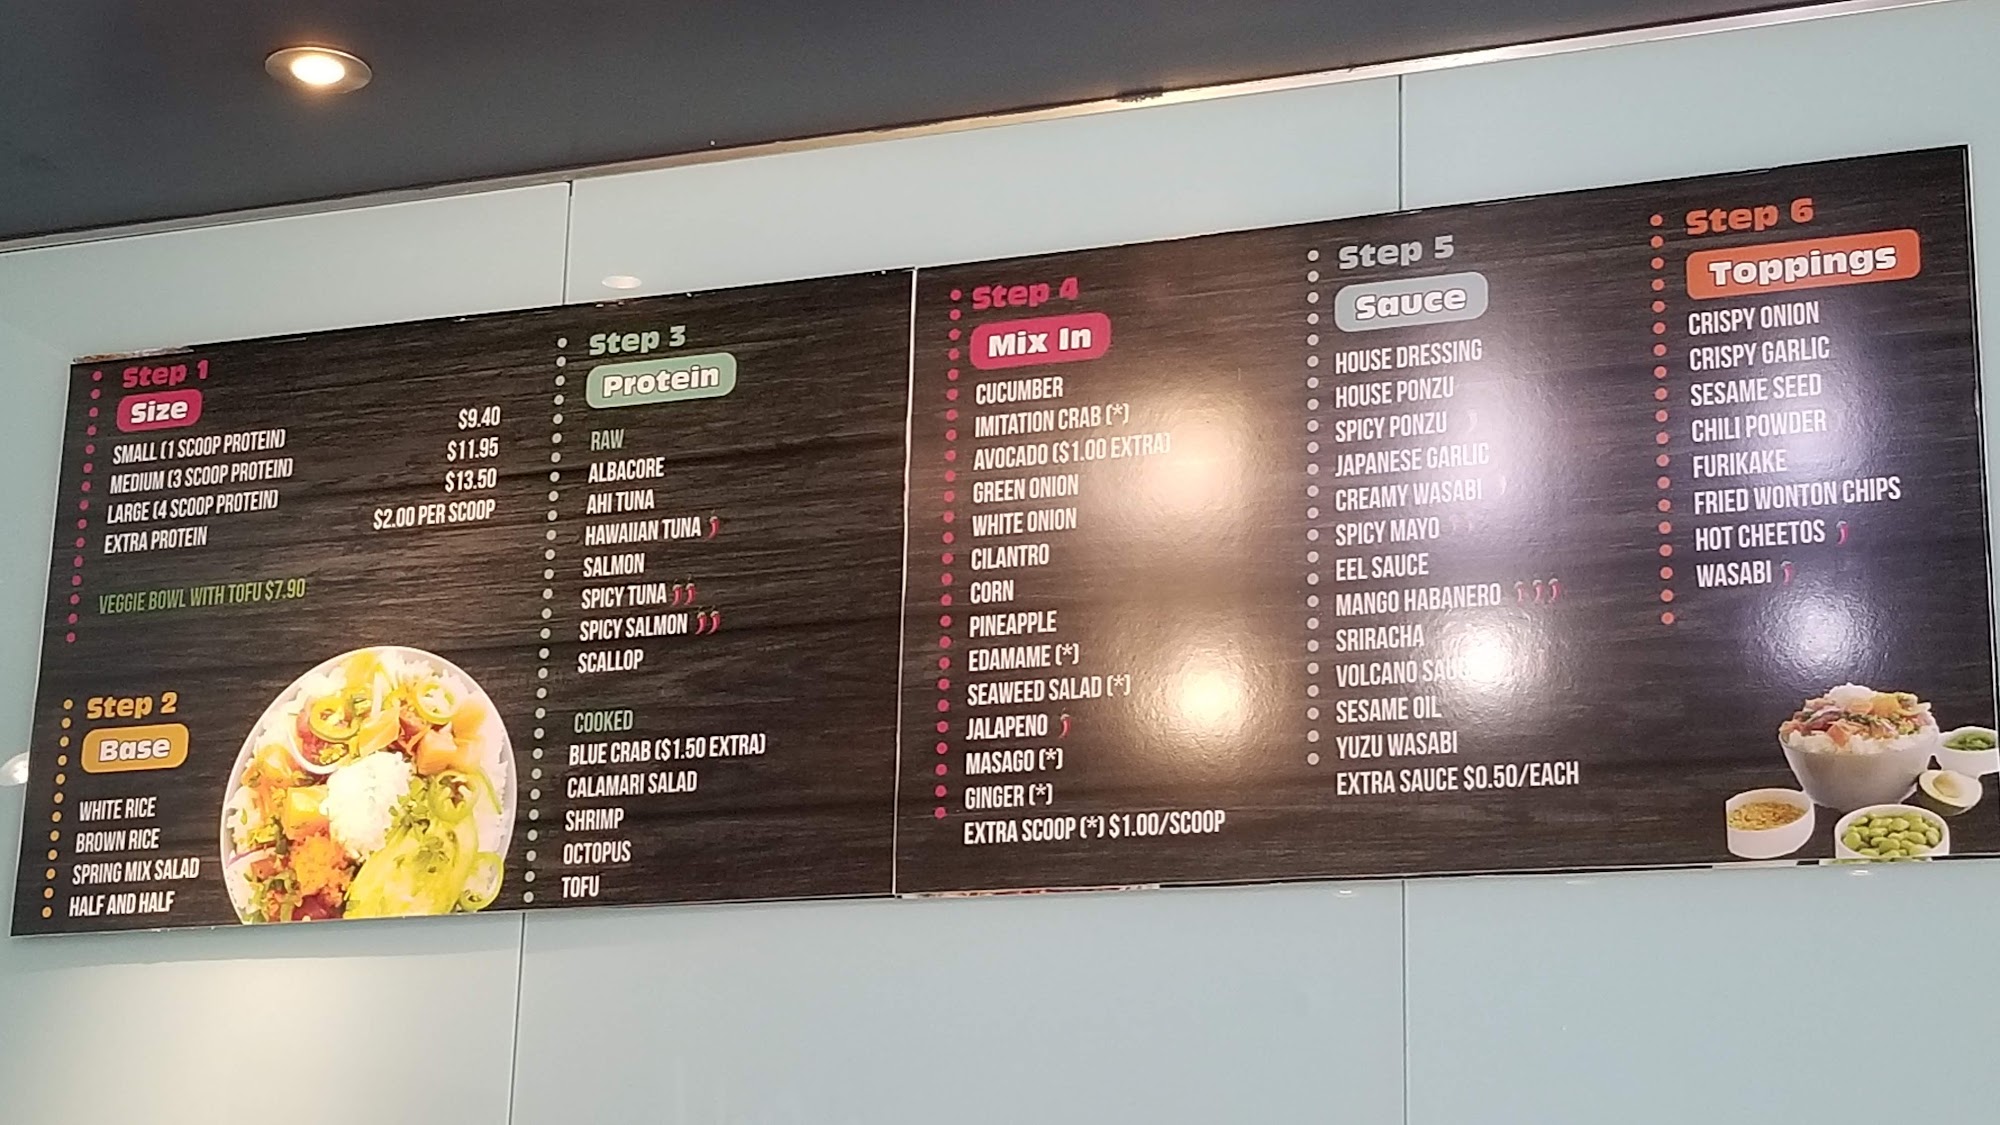 Step 1
Size
SMALL (1 SCOOP PROTEIN) $9.40
MEDIUM (3 SCOOP PROTEIN) $11.95
LARGE (4 SCOOP PROTEIN) $13.50
EXTRA PROTEIN $2.00 PER SCOOP
VEGGIE BOWL WITH TOFU $7.90
Step 2
Base
WHITE RICE
BROWN RICE
SPRING MIX SALAD
HALF AND HALF
Step 3
Protein
RAW
ALBACORE
AHI TUNA
HAWAIIAN TUNA
SALMON
SPICY TUNA
SPICY SALMON
SCALLOP
COOKED
BLUE CRAB ($1.50 EXTRA)
CALAMARI SALAD
SHRIMP
OCTOPUS
TOFU
Step 4
Mix In
CUCUMBER
IMITATION CRAB (*)
AVOCADO ($1.00 EXTRA)
GREEN ONION
WHITE ONION
CILANTRO
CORN
PINEAPPLE
EDAMAME (*)
SEAWEED SALAD (*)
JALAPENO
MASAGO (*)
GINGER (*)
EXTRA SCOOP (*) $1.00/SCOOP
Step 5
Sauce
HOUSE DRESSING
HOUSE PONZU
SPICY PONZU
JAPANESE GARLIC
CREAMY WASABI
SPICY MAYO
EEL SAUCE
MANGO HABANERO
SRIRACHA
VOLCANO SAUCE
SESAME OIL
YUZU WASABI
EXTRA SAUCE $0.50/EACH
Step 6
Toppings
CRISPY ONION
CRISPY GARLIC
SESAME SEED
CHILI POWDER
FURIKAKE
FRIED WONTON CHIPS
HOT CHEETOS
WASABI